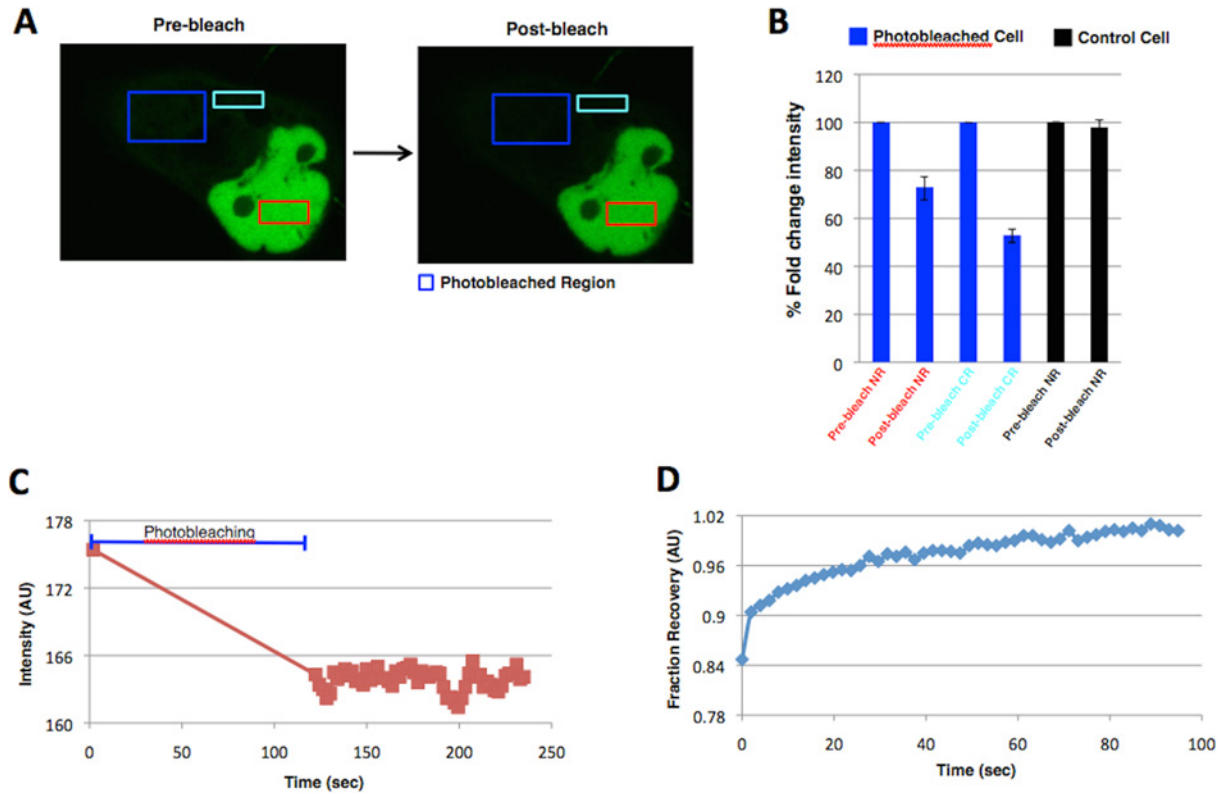 A
Pre-bleach
Post-bleach
Photobleached Region
B
Photobleached Cell
Control Cell
% Fold change intensity
120
100
80
60
40
20
0
Pre-bleach NR
Post-bleach NR
Pre-bleach CR
Post-bleach CR
Pre-bleach NR
Post-bleach NR
C
Photobleaching
Intensity (AU)
178
172
166
160
0
50
100
150
200
250
Time (sec)
D
Fraction Recovery (AU)
1.02
0.96
0.9
0.84
0.78
0
20
40
60
80
100
Time (sec)